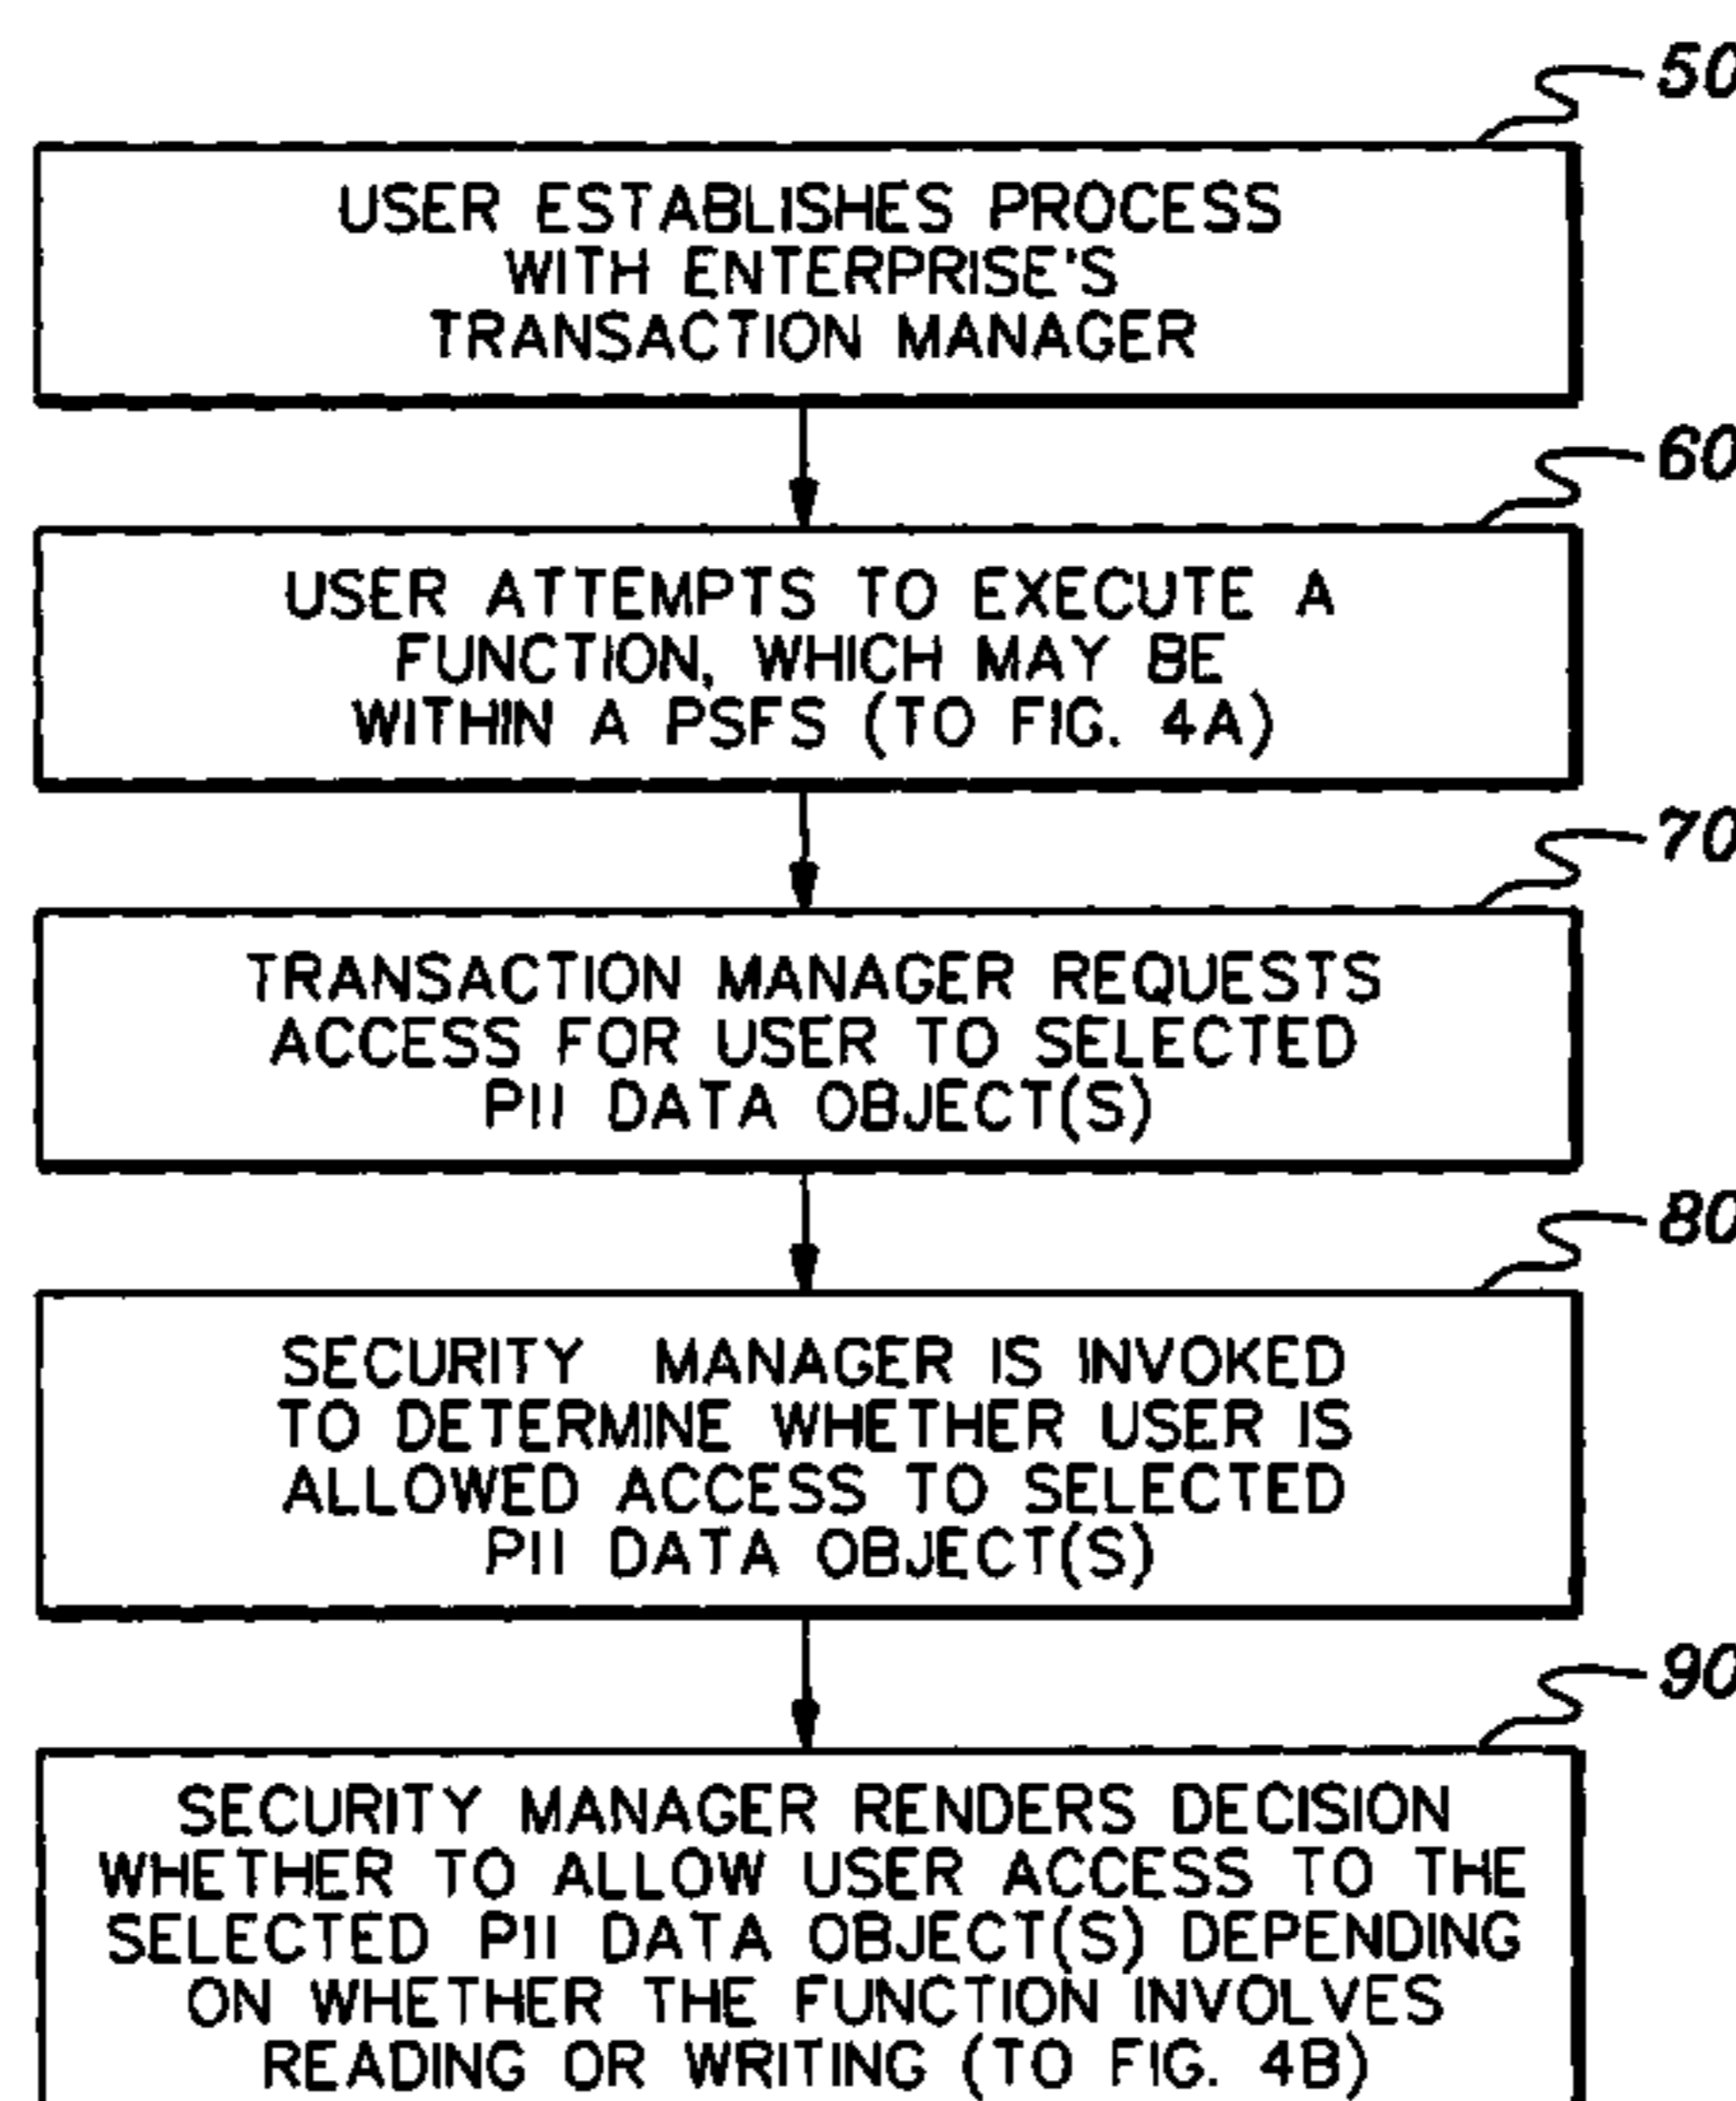 50
USER ESTABLISHES PROCESS
WITH ENTERPRISE'S
TRANSACTION MANAGER
60
USER ATTEMPTS TO EXECUTE A
FUNCTION, WHICH MAY BE
WITHIN A PSFS (TO FIG. 4A)
70
TRANSACTION MANAGER REQUESTS
ACCESS FOR USER TO SELECTED
PII DATA OBJECT(S)
80
SECURITY MANAGER IS INVOKED
TO DETERMINE WHETHER USER IS
ALLOWED ACCESS TO SELECTED
PII DATA OBJECT(S)
90
SECURITY MANAGER RENDERS DECISION
WHETHER TO ALLOW USER ACCESS TO THE
SELECTED PII DATA OBJECT(S) DEPENDING
ON WHETHER THE FUNCTION INVOLVES
READING OR WRITING (TO FIG. 4B)